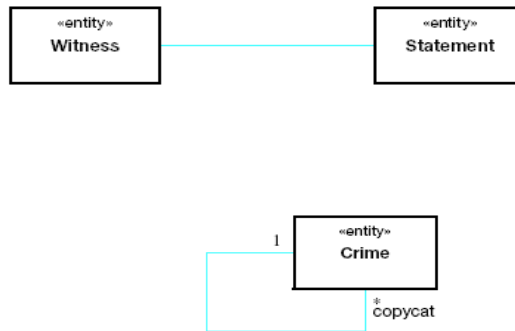 «entity»
Witness
«entity»
Statement
«entity»
Crime
1
*
copycat